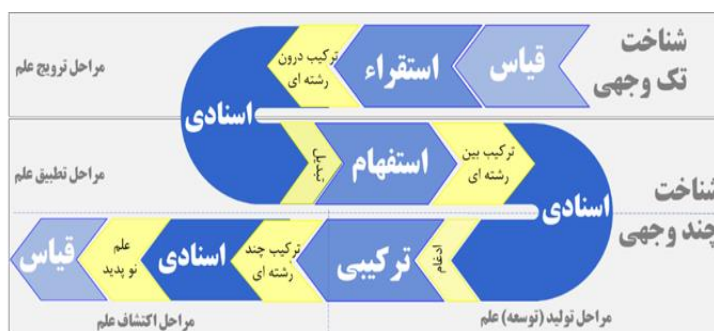 شناخت
تک وجهی
قیاس
استقراء
ترکیب درون
رشته ای
اسنادی
مراحل ترویج علم
تبدیل
استفهام
ترکیب بین
رشته ای
اسنادی
شناخت
چند وجهی
مراحل تطبیق علم
ادغام
ترکیبی
ترکیب چند
رشته ای
اسنادی
علم
نو پدید
قیاس
مراحل تولید (توسعه) علم
مراحل اکتشاف علم